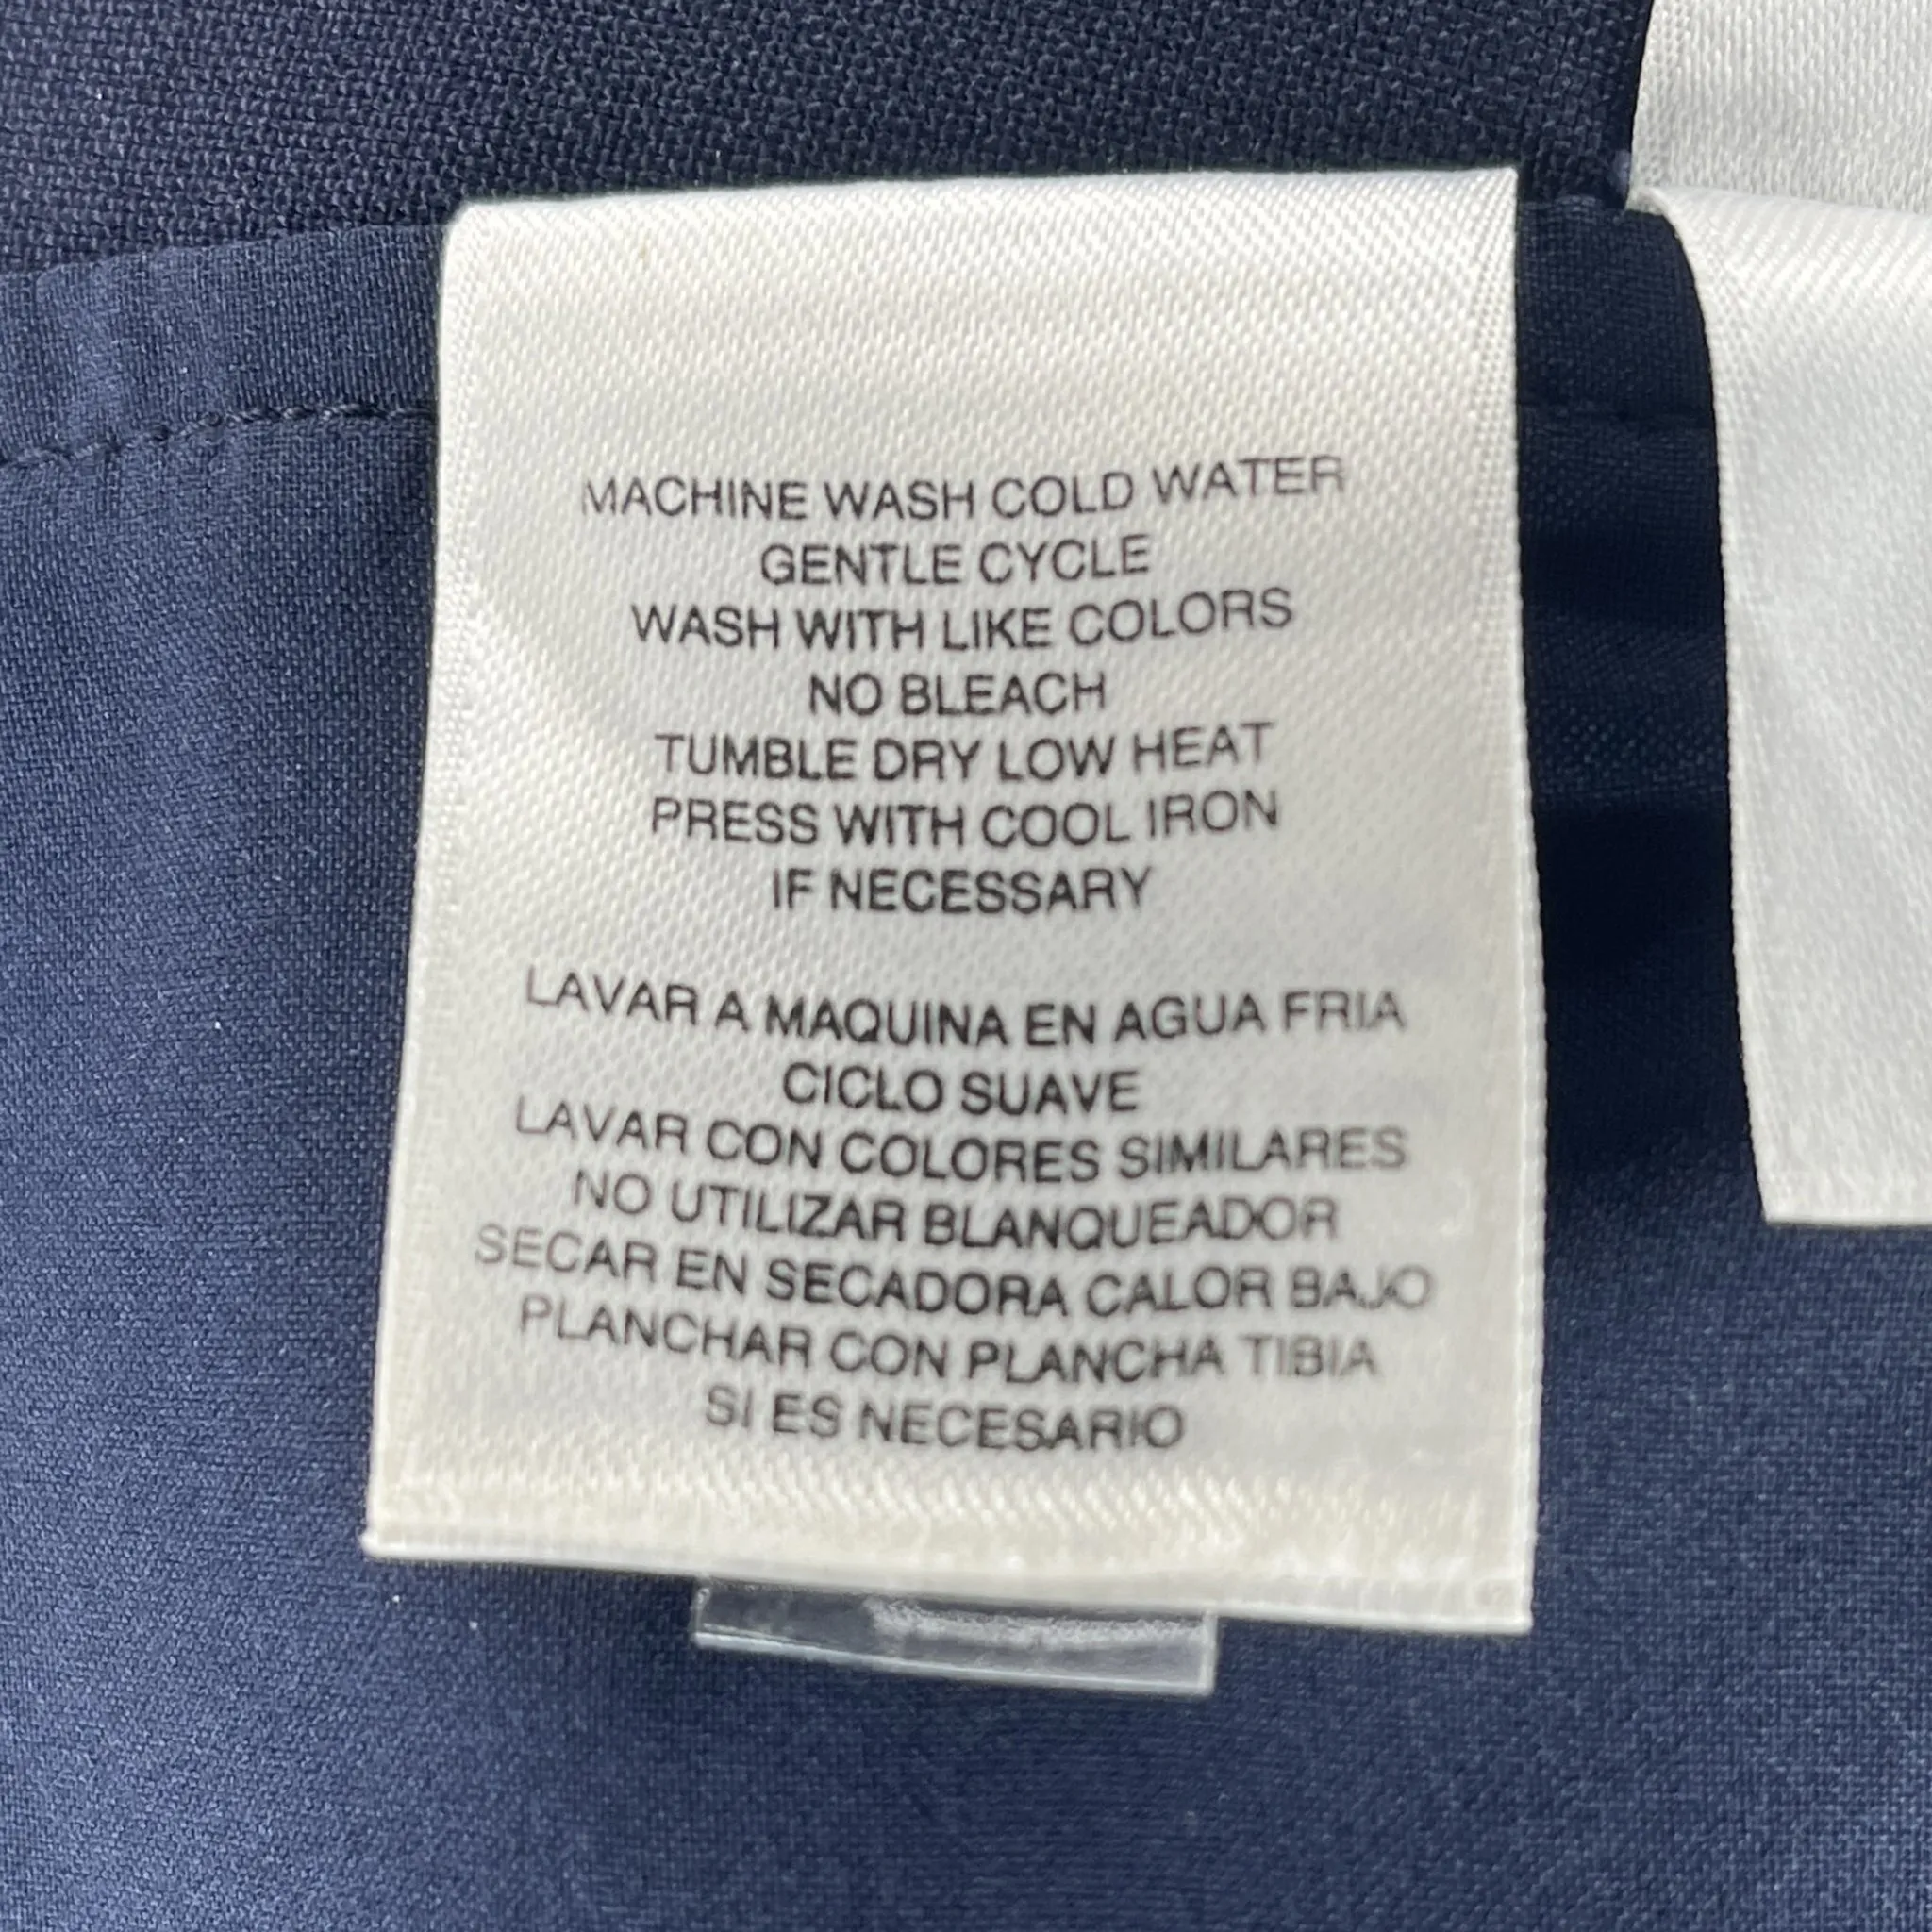 MACHINE WASH COLD WATER
GENTLE CYCLE
WASH WITH LIKE COLORS
NO BLEACH
TUMBLE DRY LOW HEAT
PRESS WITH COOL IRON
IF NECESSARY
LAVAR A MAQUINA EN AGUA FRIA
CICLO SUAVE
LAVAR CON COLORES SIMILARES
NO UTILIZAR BLANQUEADOR
SECAR EN SECADORA CALOR BAJO
PLANCHAR CON PLANCHA TIBIA
SI ES NECESARIO